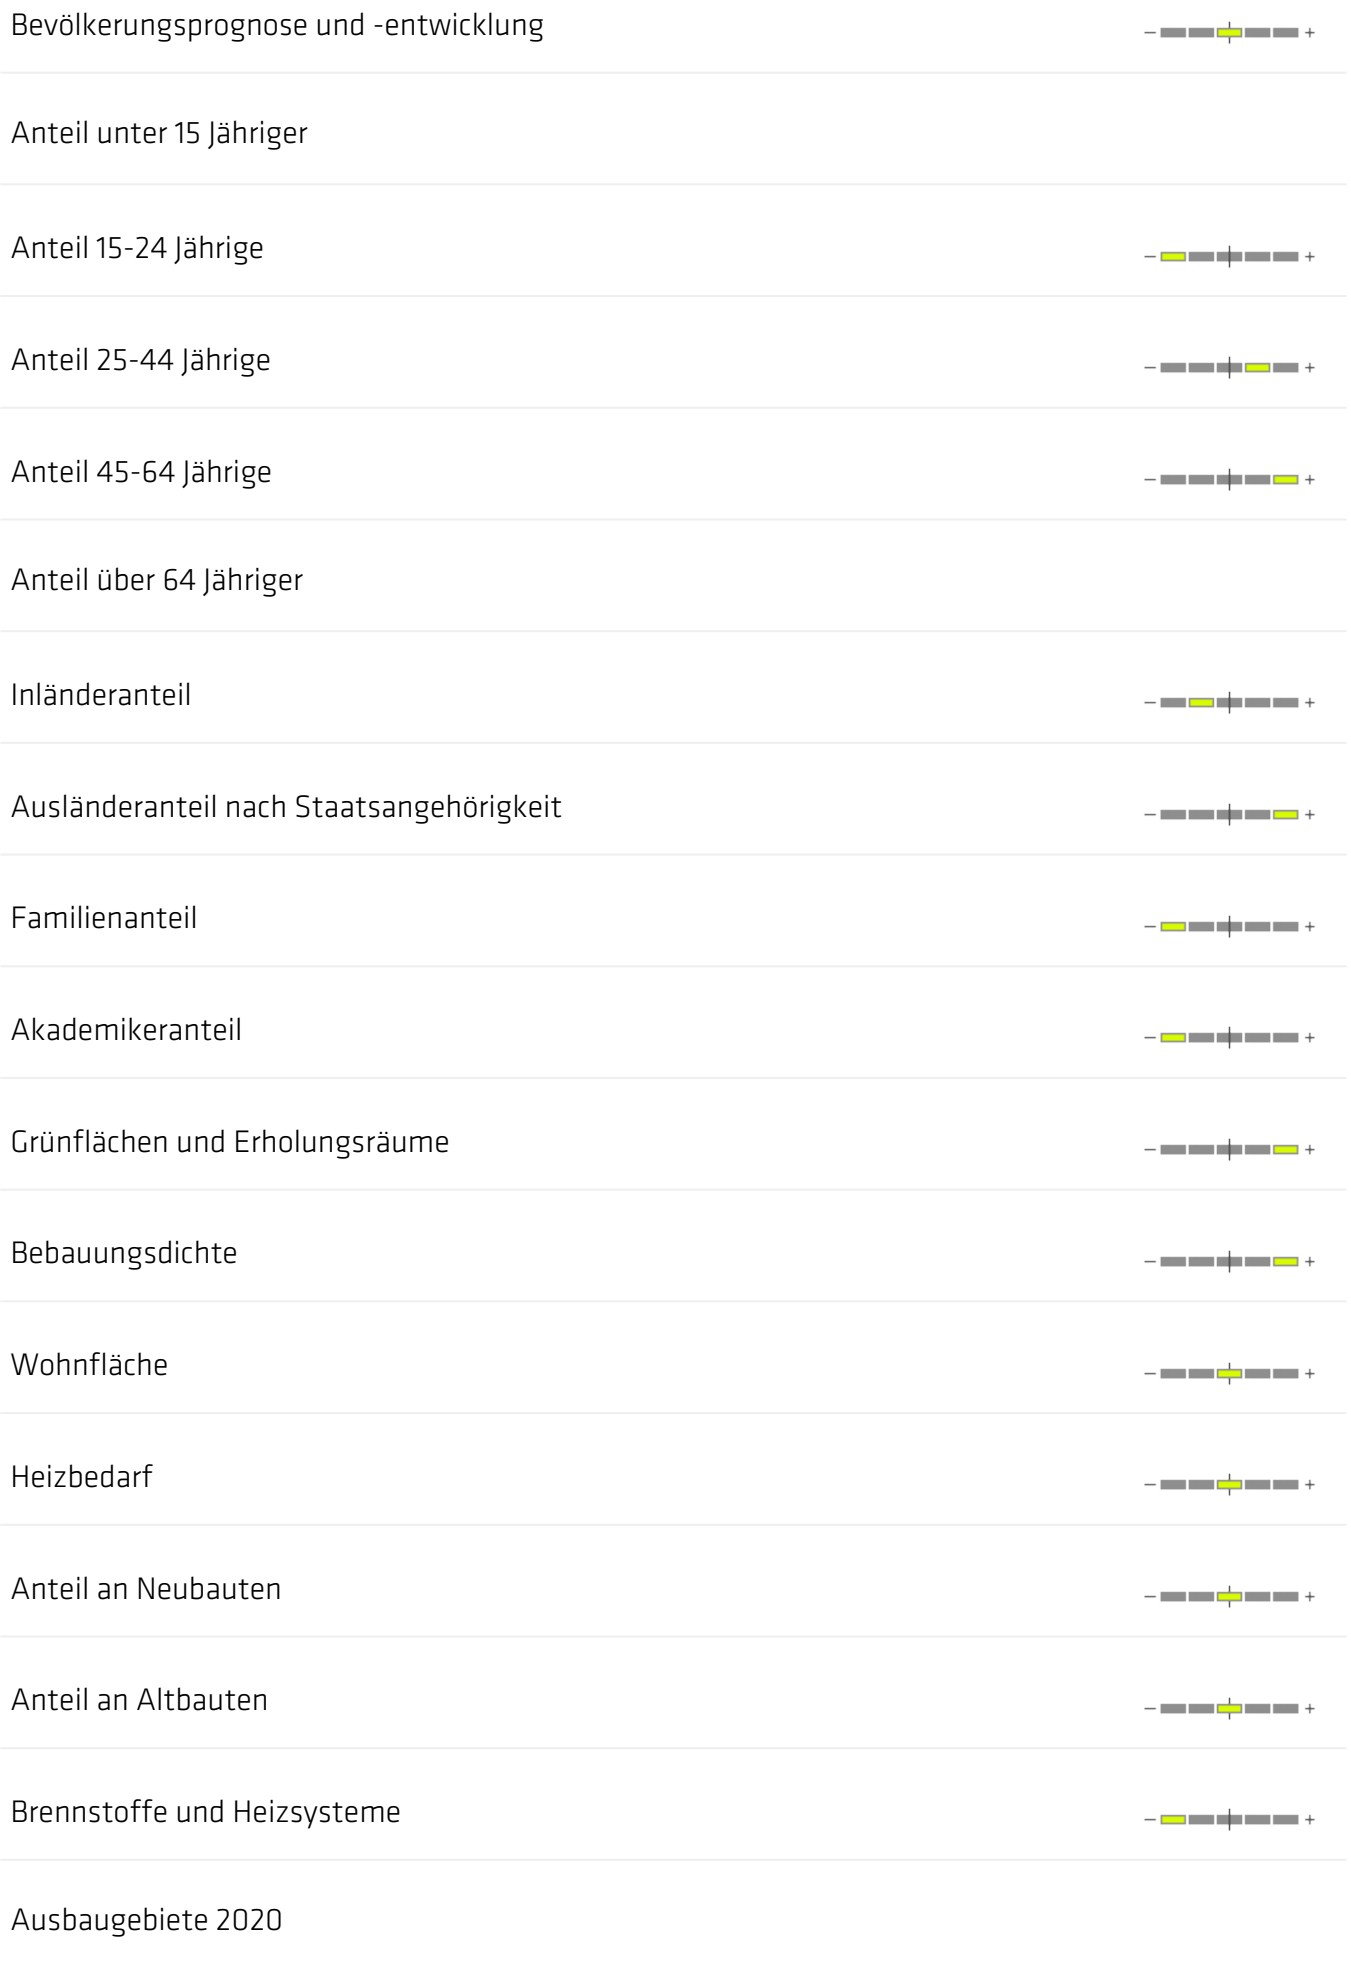 Bevölkerungsprognose und -entwicklung − +
Anteil unter 15 Jähriger
Anteil 15-24 Jährige − +
Anteil 25-44 Jährige − +
Anteil 45-64 Jährige − +
Anteil über 64 Jähriger
Inländeranteil − +
Ausländeranteil nach Staatsangehörigkeit − +
Familienanteil − +
Akademikeranteil − +
Grünflächen und Erholungsräume − +
Bebauungsdichte − +
Wohnfläche − +
Heizbedarf − +
Anteil an Neubauten − +
Anteil an Altbauten − +
Brennstoffe und Heizsysteme − +
Ausbaugebiete 2020